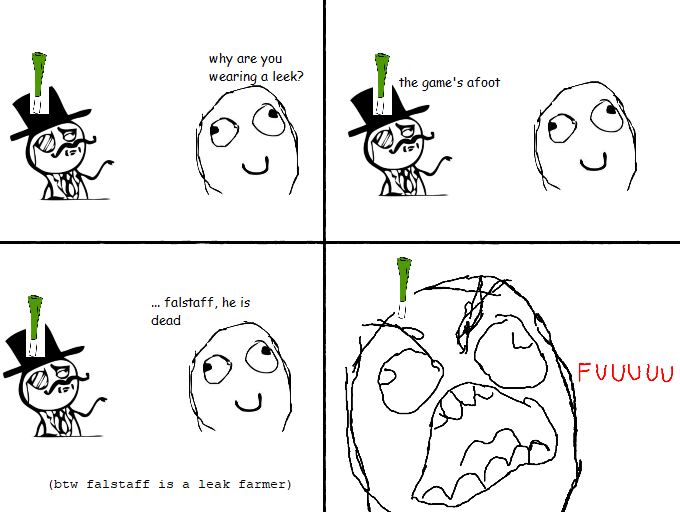 why are you
wearing a leek?
the game's afoot
... falstaff, he is
dead
(btw falstaff is a leak farmer)
FUUUUU